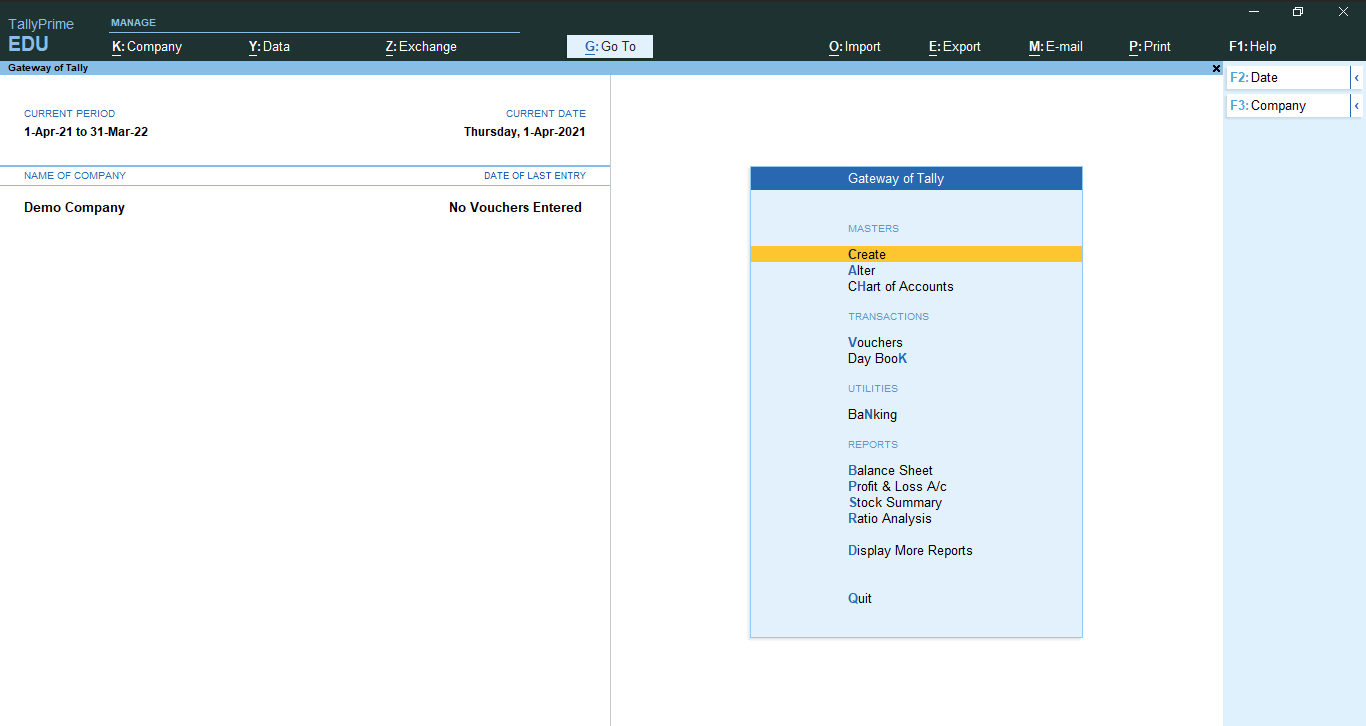 TallyPrime
EDU
MANAGE
K: Company Y: Data Z: Exchange G: Go To O: Import E: Export M: E-mail P: Print F1: Help
Gateway of Tally
F2: Date
F3: Company
CURRENT PERIOD CURRENT DATE
1-Apr-21 to 31-Mar-22 Thursday, 1-Apr-2021
NAME OF COMPANY DATE OF LAST ENTRY
Demo Company No Vouchers Entered
Gateway of Tally
MASTERS
Create
Alter
CHart of Accounts
TRANSACTIONS
Vouchers
Day BooK
UTILITIES
BaNking
REPORTS
Balance Sheet
Profit & Loss A/c
Stock Summary
Ratio Analysis
Display More Reports
Quit